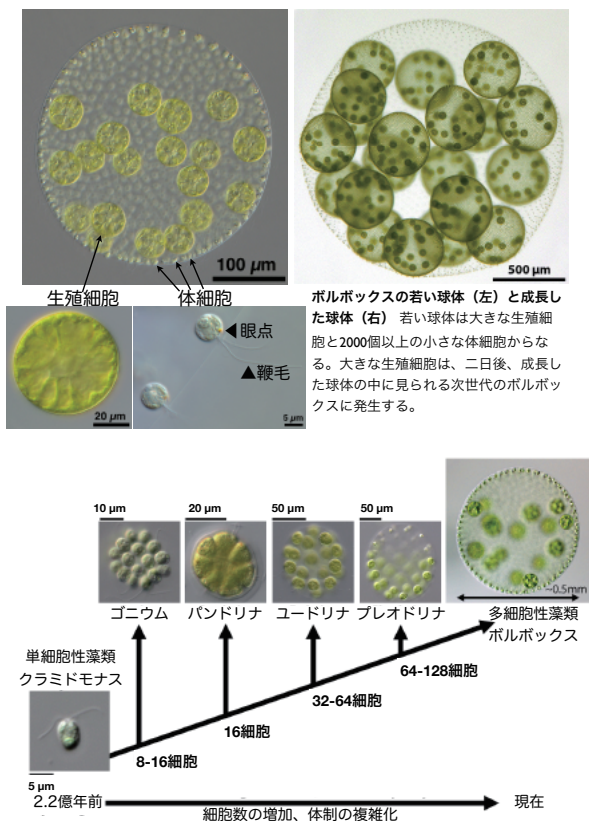 100 µm
500 µm
生殖細胞
体細胞
眼点
鞭毛
20 µm
5 µm
ボルボックスの若い球体（左）と成長し
た球体（右） 若い球体は大きな生殖細
胞と2000個以上の小さな体細胞からな
る。大きな生殖細胞は、二日後、成長し
た球体の中に見られる次世代のボルボッ
クスに発生する。
10 µm
20 µm
50 µm
50 µm
~0.5mm
ゴニウム
パンドリナ
ユードリナ
プレオドリナ
多細胞性藻類
ボルボックス
単細胞性藻類
クラミドモナス
64-128細胞
32-64細胞
16細胞
8-16細胞
5 µm
2.2億年前
現在
細胞数の増加、体制の複雑化